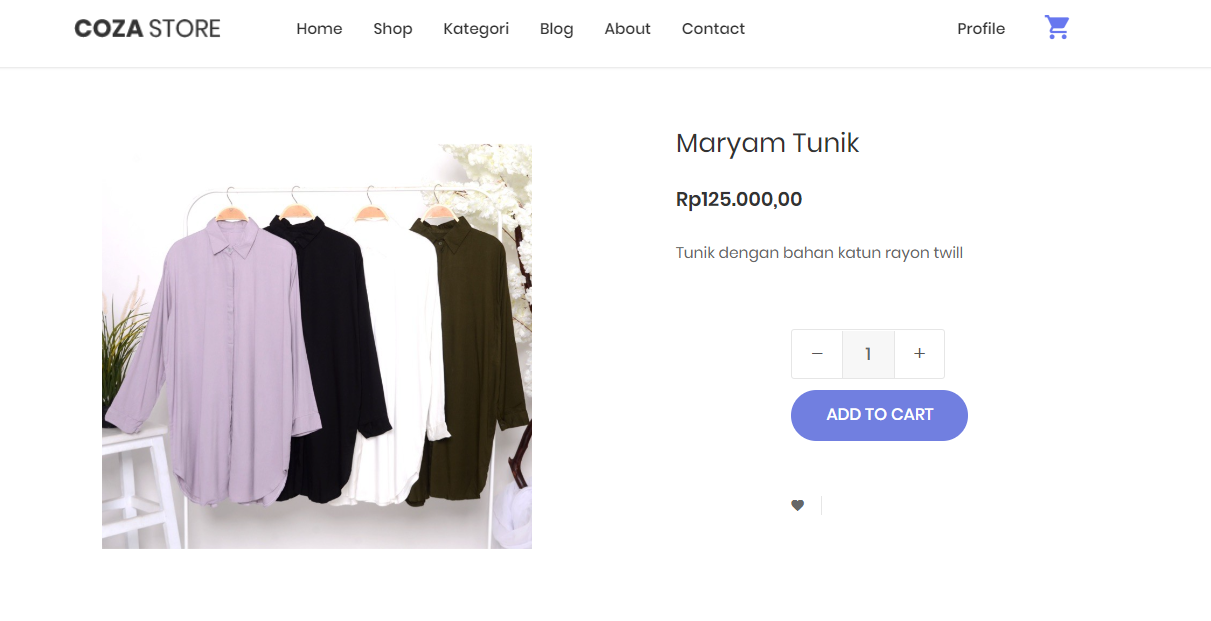 COZA STORE Home Shop Kategori Blog About Contact Profile
Maryam Tunik
Rp125.000,00
Tunik dengan bahan katun rayon twill
− 1 +
ADD TO CART